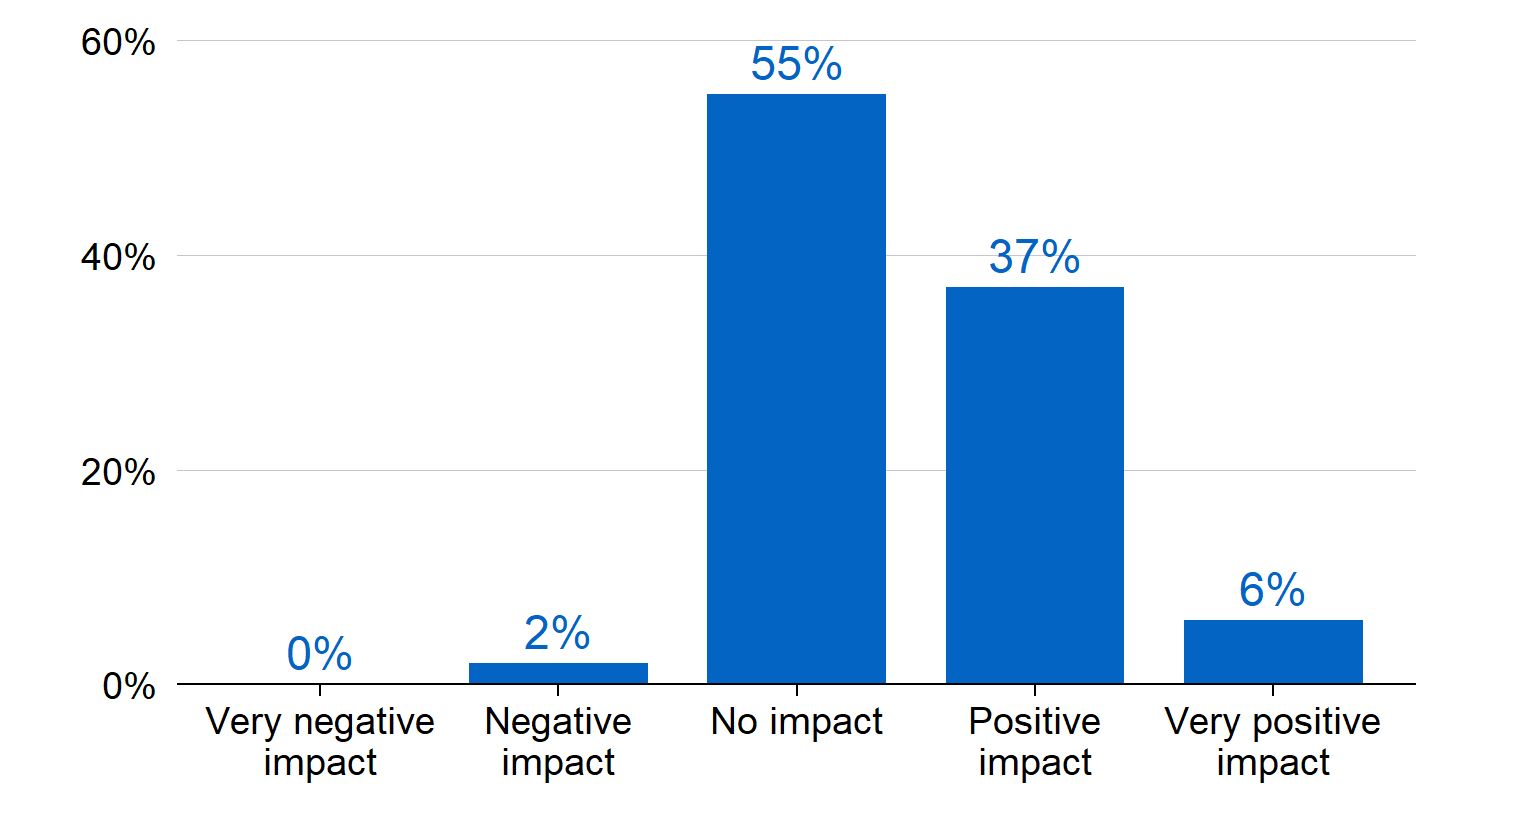 60%
55%
40%
37%
20%
6%
2%
0%
0%
Very negative
impact
Negative
impact
No impact
Positive
impact
Very positive
impact